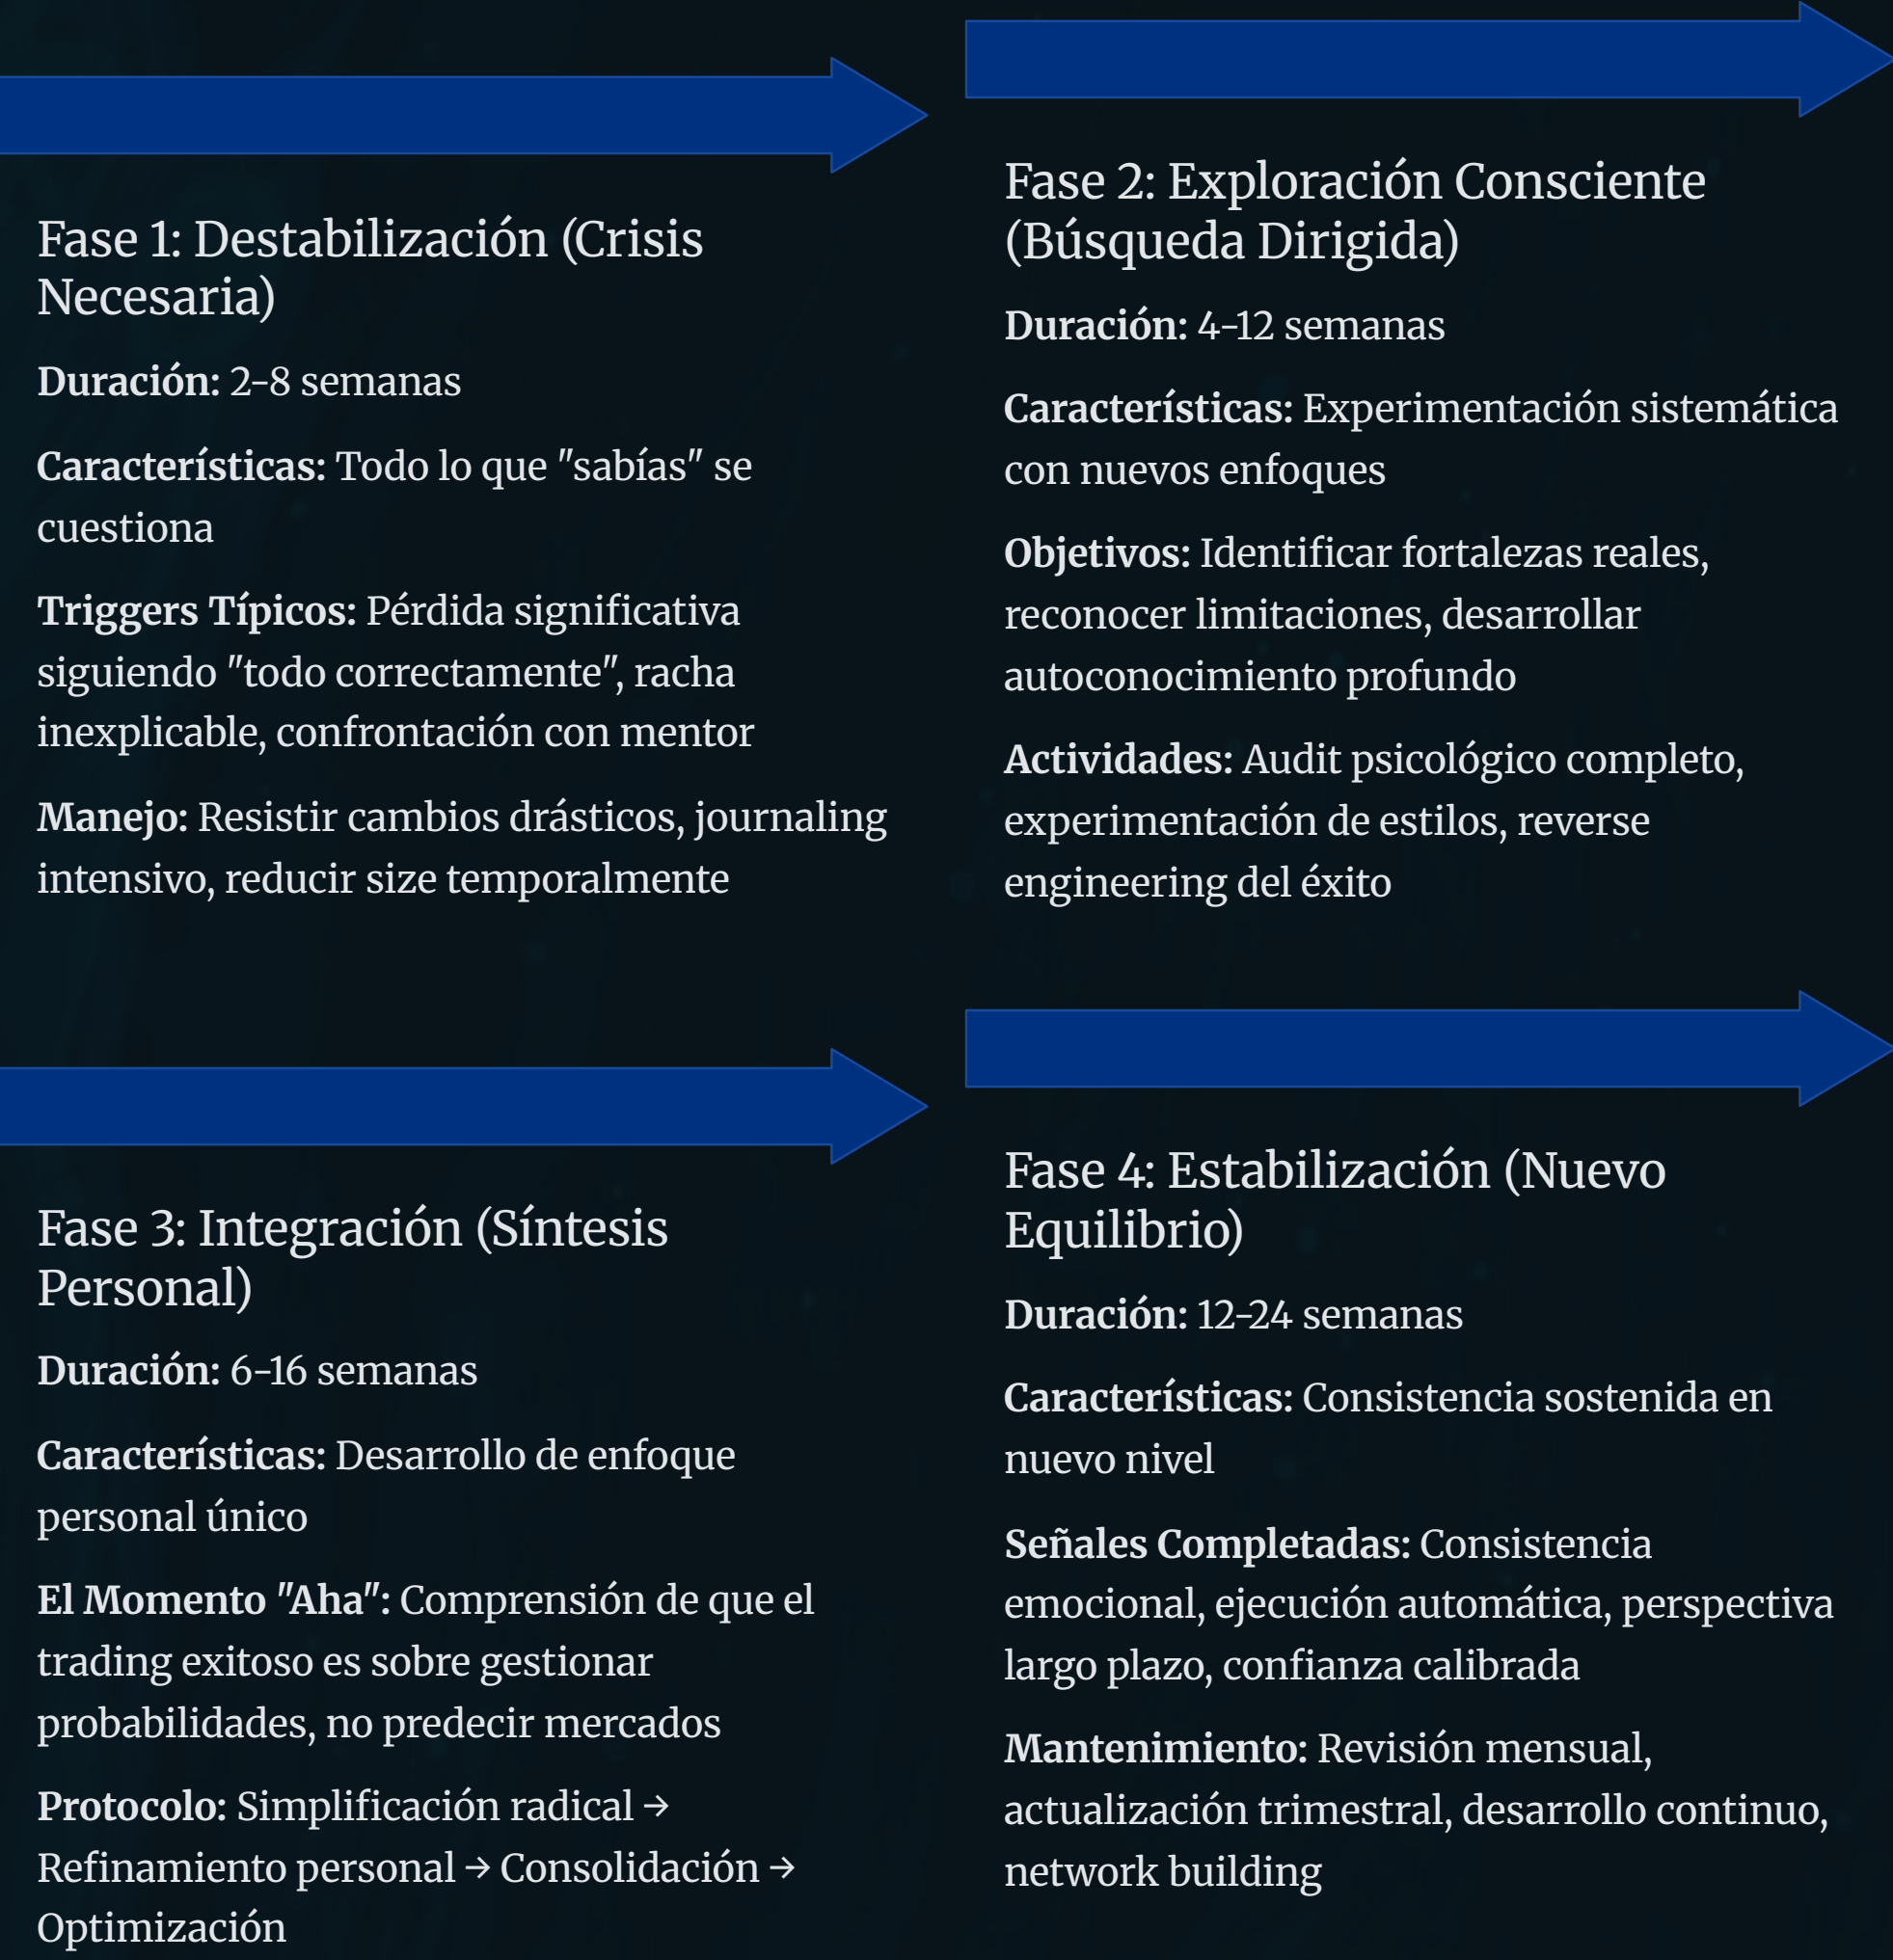 Fase 1: Destabilización (Crisis
Necesaria)
Duración: 2-8 semanas
Características: Todo lo que "sabías" se
cuestiona
Triggers Típicos: Pérdida significativa
siguiendo "todo correctamente", racha
inexplicable, confrontación con mentor
Manejo: Resistir cambios drásticos, journaling
intensivo, reducir size temporalmente
Fase 2: Exploración Consciente
(Búsqueda Dirigida)
Duración: 4-12 semanas
Características: Experimentación sistemática
con nuevos enfoques
Objetivos: Identificar fortalezas reales,
reconocer limitaciones, desarrollar
autoconocimiento profundo
Actividades: Audit psicológico completo,
experimentación de estilos, reverse
engineering del éxito
Fase 3: Integración (Síntesis
Personal)
Duración: 6-16 semanas
Características: Desarrollo de enfoque
personal único
El Momento "Aha": Comprensión de que el
trading exitoso es sobre gestionar
probabilidades, no predecir mercados
Protocolo: Simplificación radical →
Refinamiento personal → Consolidación →
Optimización
Fase 4: Estabilización (Nuevo
Equilibrio)
Duración: 12-24 semanas
Características: Consistencia sostenida en
nuevo nivel
Señales Completadas: Consistencia
emocional, ejecución automática, perspectiva
largo plazo, confianza calibrada
Mantenimiento: Revisión mensual,
actualización trimestral, desarrollo continuo,
network building